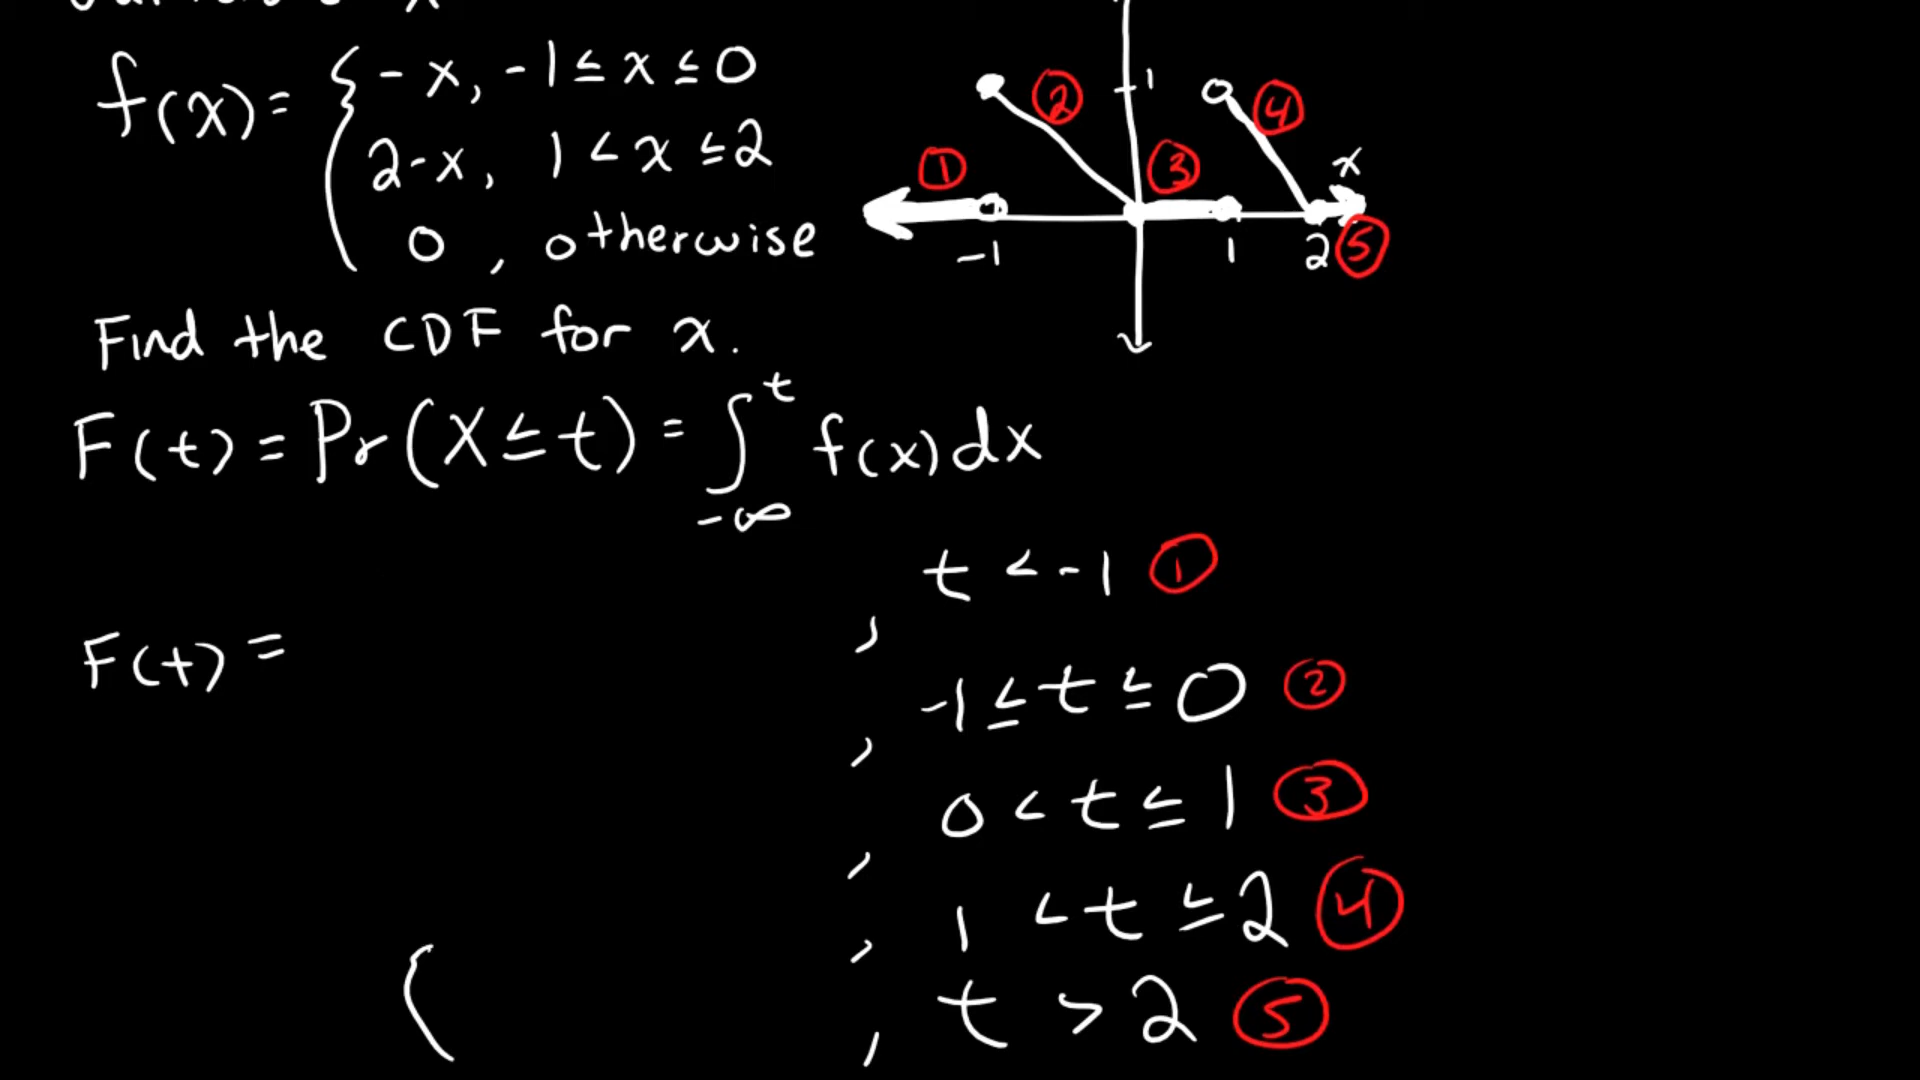 f(x) = { -x, -1 ≤ x ≤ 0
2-x, 1 < x ≤ 2
0, otherwise
1 x
① ② ③ ④ ⑤
-1 1 2
Find the CDF for x.
F(t) = Pr(X ≤ t) = ∫_{-∞}^{t} f(x)dx
F(t) =
, t < -1 ①
, -1 ≤ t ≤ 0 ②
, 0 < t ≤ 1 ③
, 1 < t ≤ 2 ④
{ , t > 2 ⑤